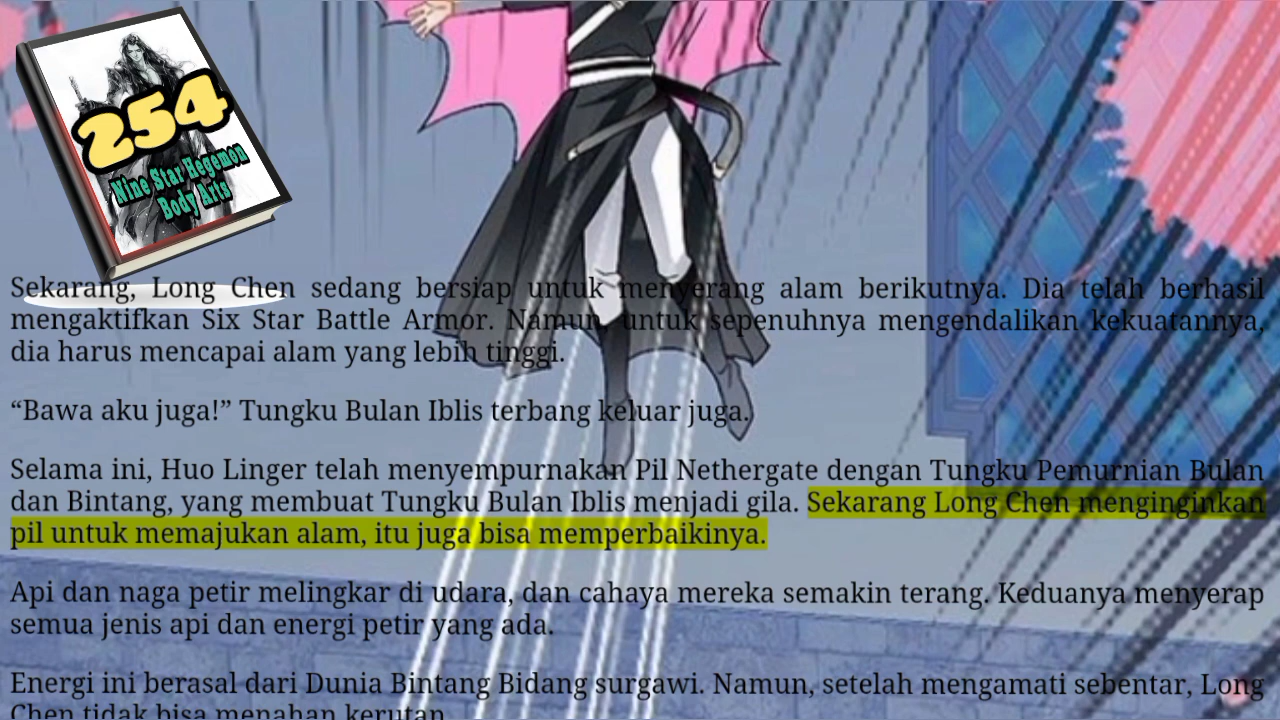 254
Nine Star Hegemon
Body Arts
Sekarang, Long Chen sedang bersiap untuk menyerang alam berikutnya. Dia telah berhasil
mengaktifkan Six Star Battle Armor. Namun, untuk sepenuhnya mengendalikan kekuatannya,
dia harus mencapai alam yang lebih tinggi.
“Bawa aku juga!” Tungku Bulan Iblis terbang keluar juga.
Selama ini, Huo Linger telah menyempurnakan Pil Nethergate dengan Tungku Pemurnian Bulan
dan Bintang, yang membuat Tungku Bulan Iblis menjadi gila. Sekarang Long Chen menginginkan
pil untuk memajukan alam, itu juga bisa memperbaikinya.
Api dan naga petir melingkar di udara, dan cahaya mereka semakin terang. Keduanya menyerap
semua jenis api dan energi petir yang ada.
Energi ini berasal dari Dunia Bintang Bidang surgawi. Namun, setelah mengamati sebentar, Long
Chen tidak bisa menahan kerutan.